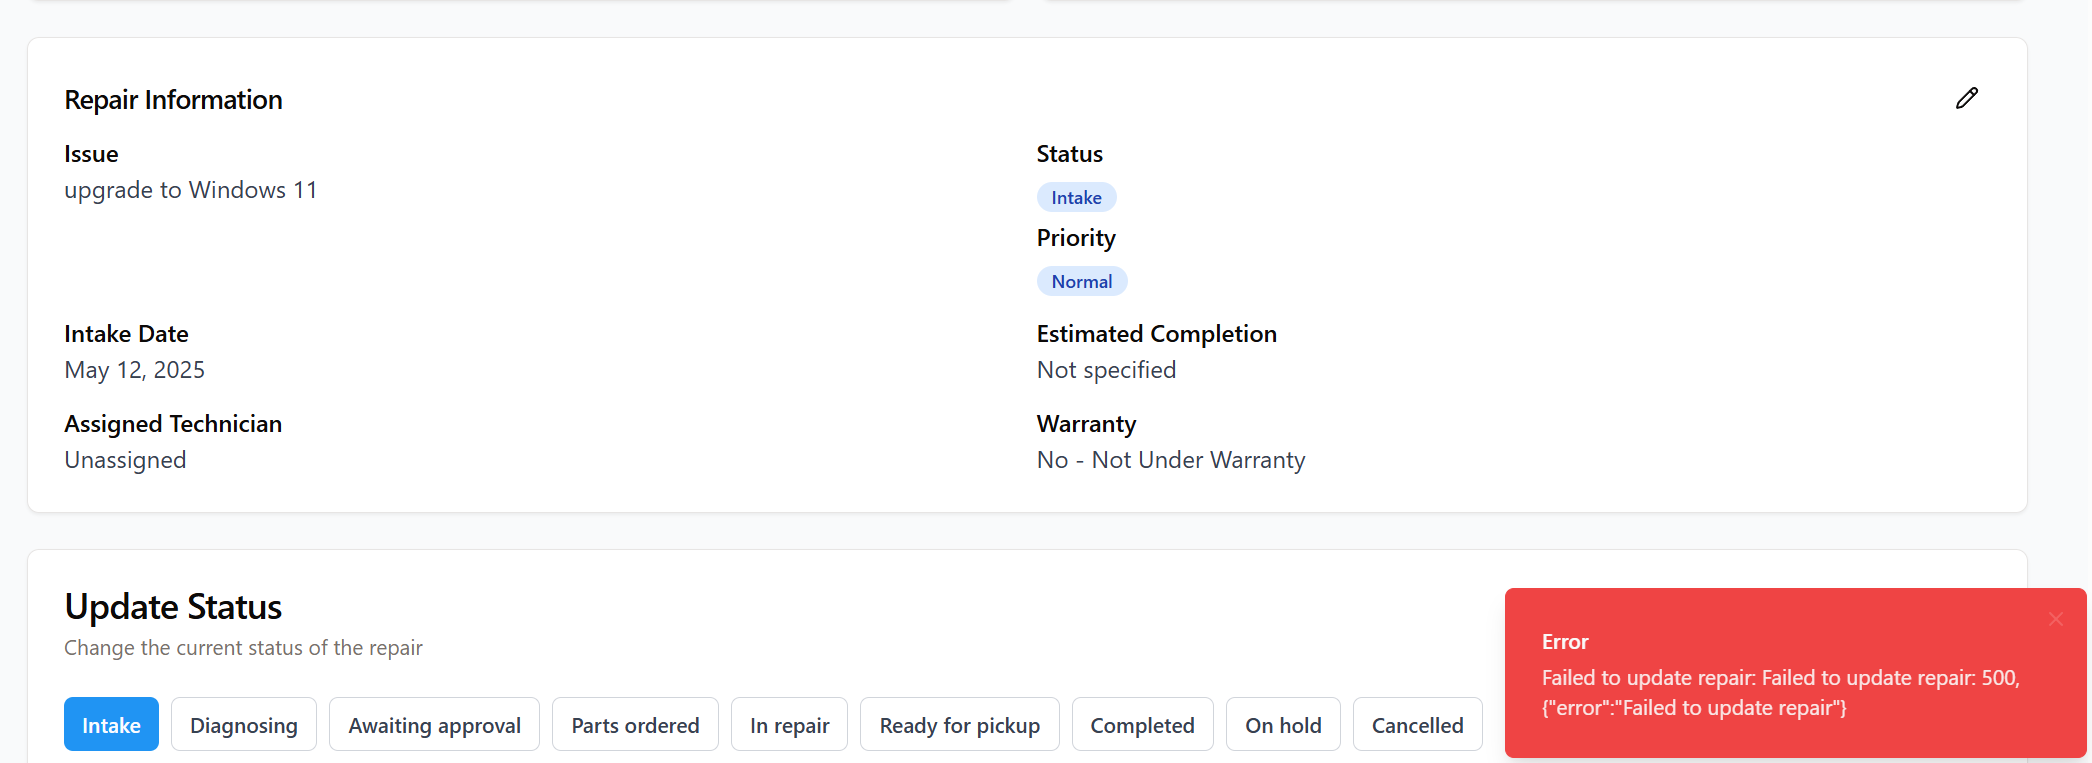 Repair Information
Issue
upgrade to Windows 11
Status
Intake
Priority
Normal
Intake Date
May 12, 2025
Estimated Completion
Not specified
Assigned Technician
Unassigned
Warranty
No - Not Under Warranty
Update Status
Change the current status of the repair
Intake
Diagnosing
Awaiting approval
Parts ordered
In repair
Ready for pickup
Completed
On hold
Cancelled
Error
Failed to update repair: Failed to update repair: 500,
{"error":"Failed to update repair"}